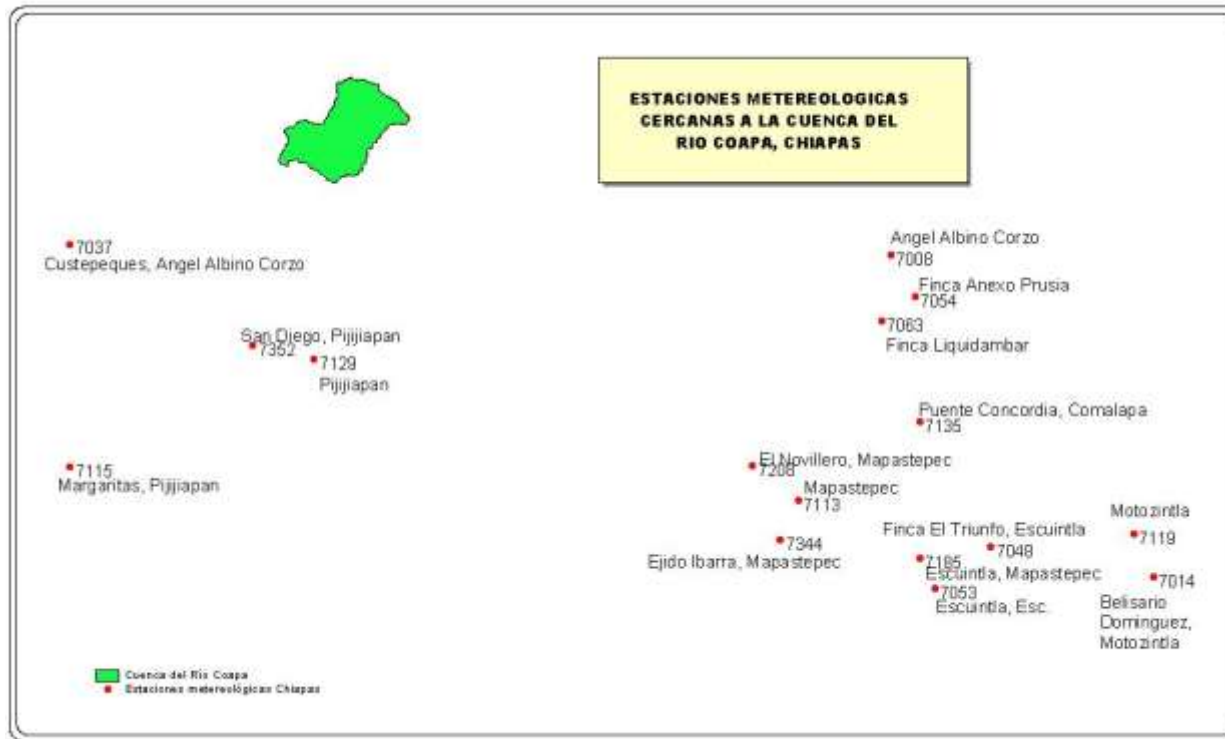 ESTACIONES METEREOLOGICAS
CERCANAS A LA CUENCA DEL
RIO COAPA, CHIAPAS
7037
Custepeques, Angel Albino Corzo
Angel Albino Corzo
7008
Finca Anexo Prusia
7054
7063
Finca Liquidambar
San Diego, Pijijiapan
7352
7129
Pijijiapan
Puente Concordia, Comalapa
7135
7115
Margaritas, Pijijiapan
El Novillero, Mapastepec
7208
Mapastepec
7113
7344
Ejido Ibarra, Mapastepec
Finca El Triunfo, Escuintla
7048
7185
Escuintla, Mapastepec
7053
Escuintla, Esc.
Motozintla
7119
7014
Belisario
Dominguez,
Motozintla
Cuenca del Río Coapa
Estaciones metereológicas Chiapas